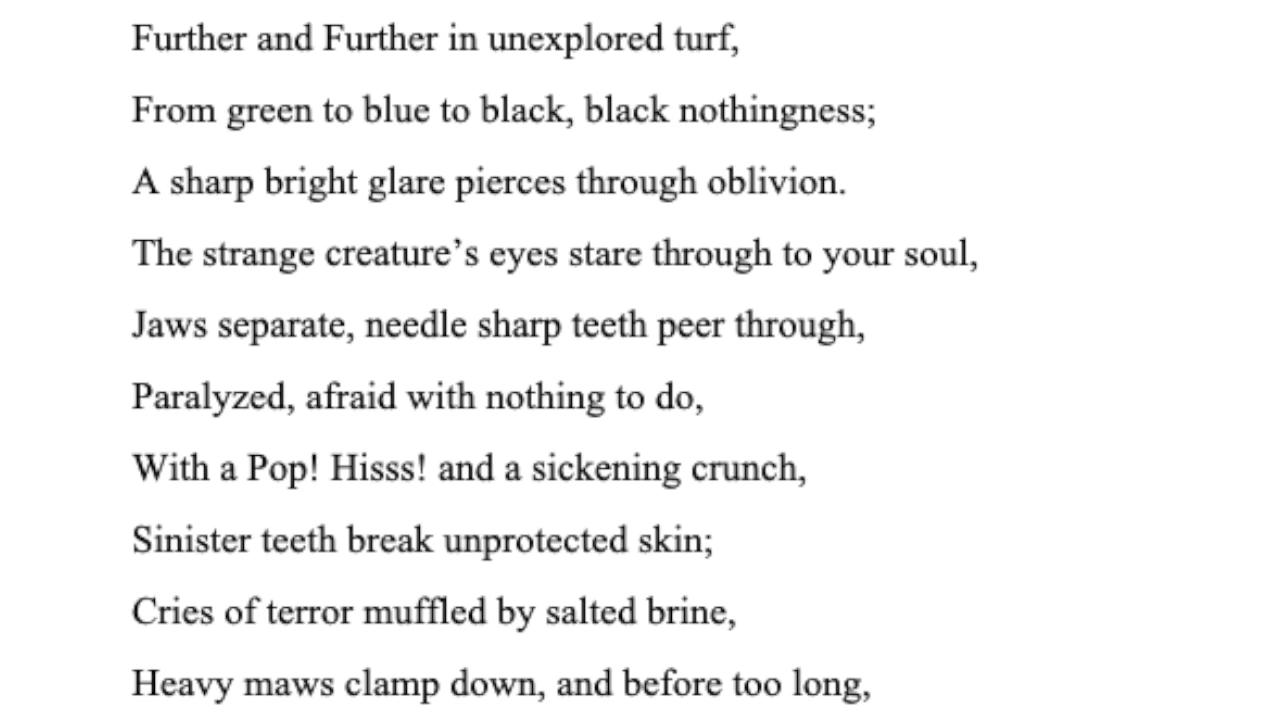 Further and Further in unexplored turf,
From green to blue to black, black nothingness;
A sharp bright glare pierces through oblivion.
The strange creature’s eyes stare through to your soul,
Jaws separate, needle sharp teeth peer through,
Paralyzed, afraid with nothing to do,
With a Pop! Hisss! and a sickening crunch,
Sinister teeth break unprotected skin;
Cries of terror muffled by salted brine,
Heavy maws clamp down, and before too long,